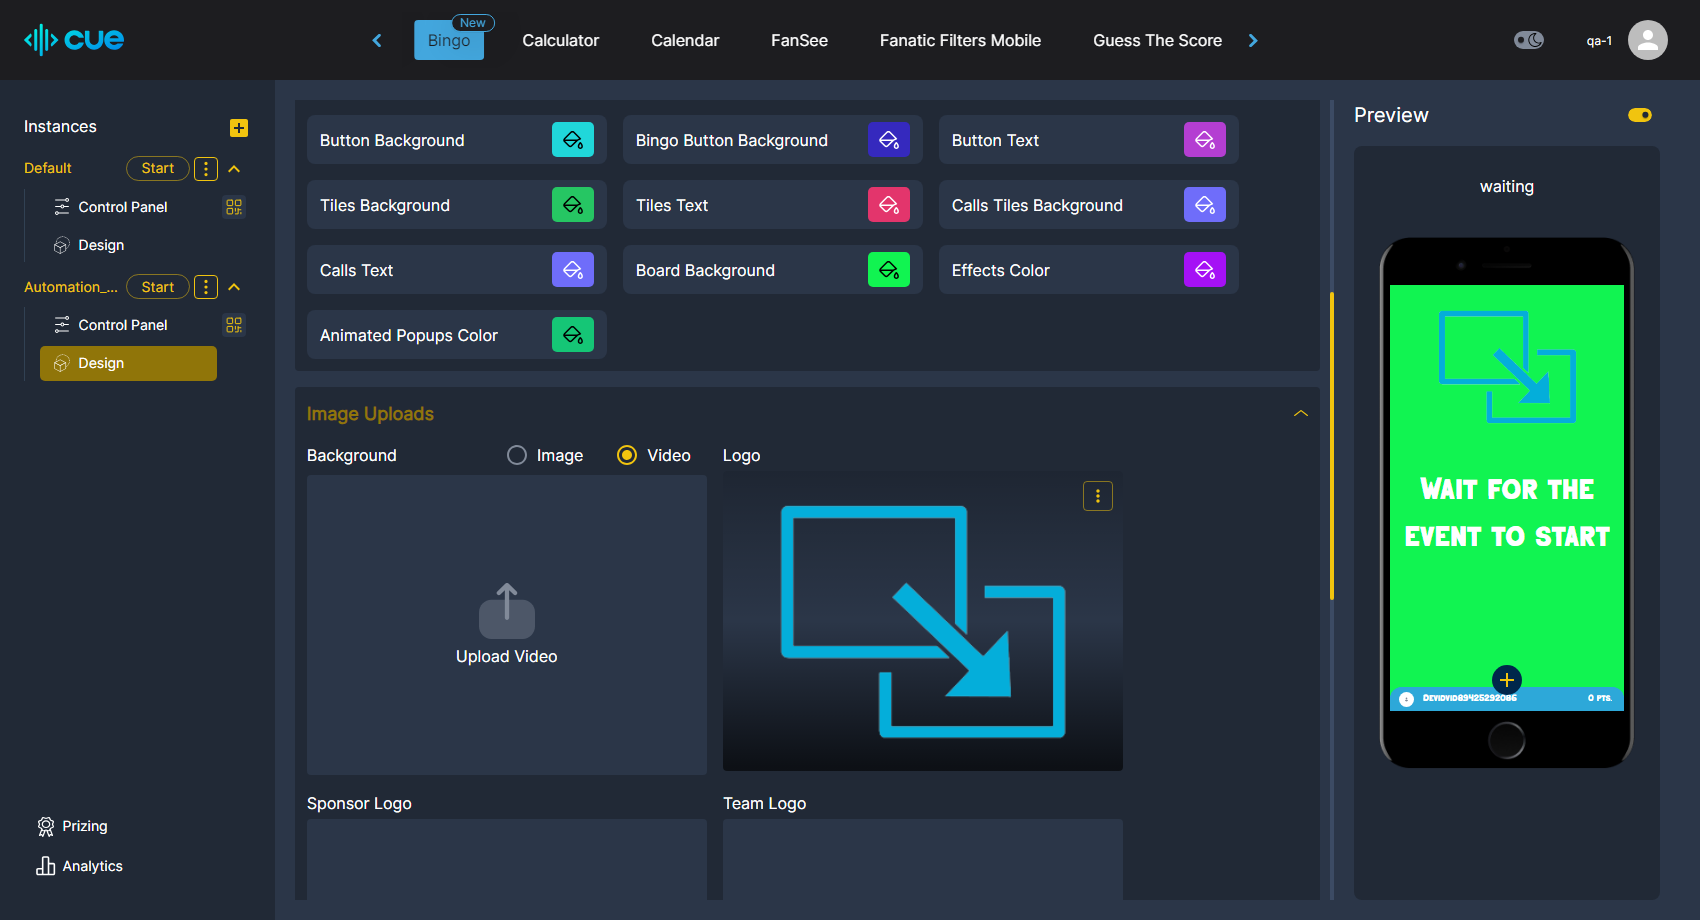 cue
New
Bingo
Calculator
Calendar
FanSee
Fanatic Filters Mobile
Guess The Score
qa-1
Instances
Default
Start
Control Panel
Design
Automation_...
Start
Control Panel
Design
Prizing
Analytics
Button Background
Bingo Button Background
Button Text
Tiles Background
Tiles Text
Calls Tiles Background
Calls Text
Board Background
Effects Color
Animated Popups Color
Image Uploads
Background
Image
Video
Logo
Upload Video
Sponsor Logo
Team Logo
Preview
waiting
Wait for the
event to start
0 pts.